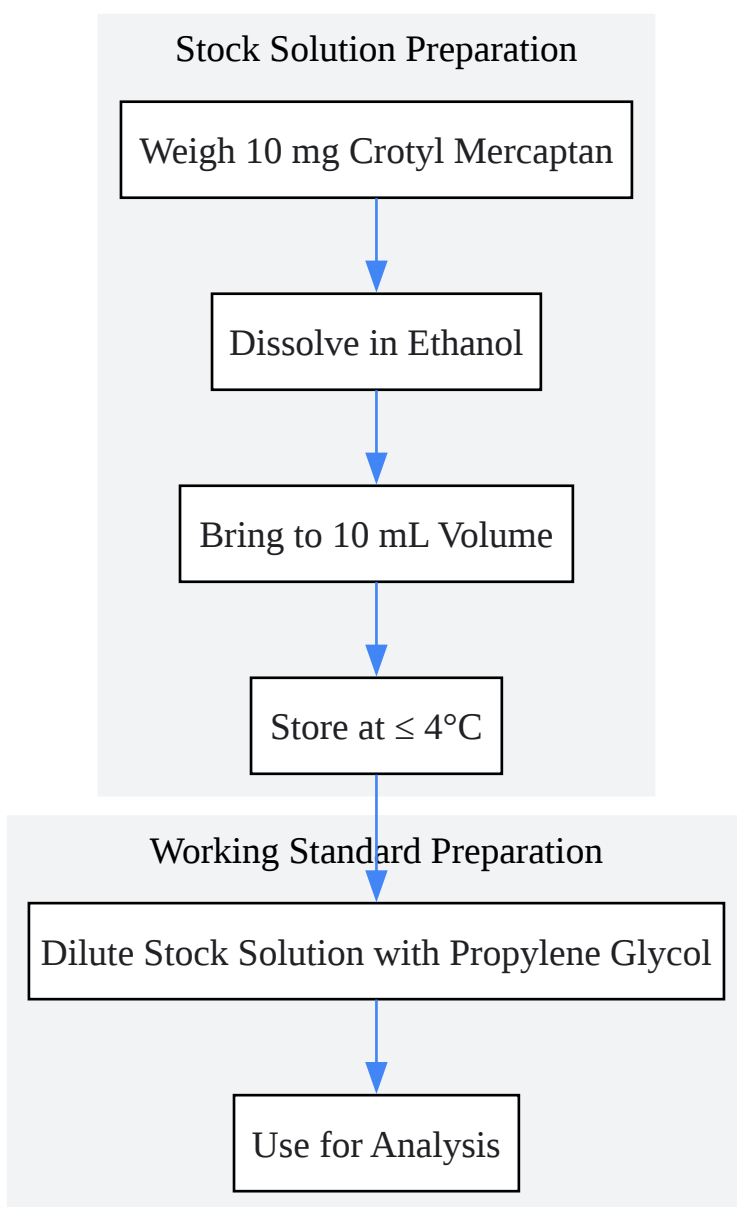 Stock Solution Preparation
Weigh 10 mg Crotyl Mercaptan
Dissolve in Ethanol
Bring to 10 mL Volume
Store at ≤ 4°C
Working Standard Preparation
Dilute Stock Solution with Propylene Glycol
Use for Analysis